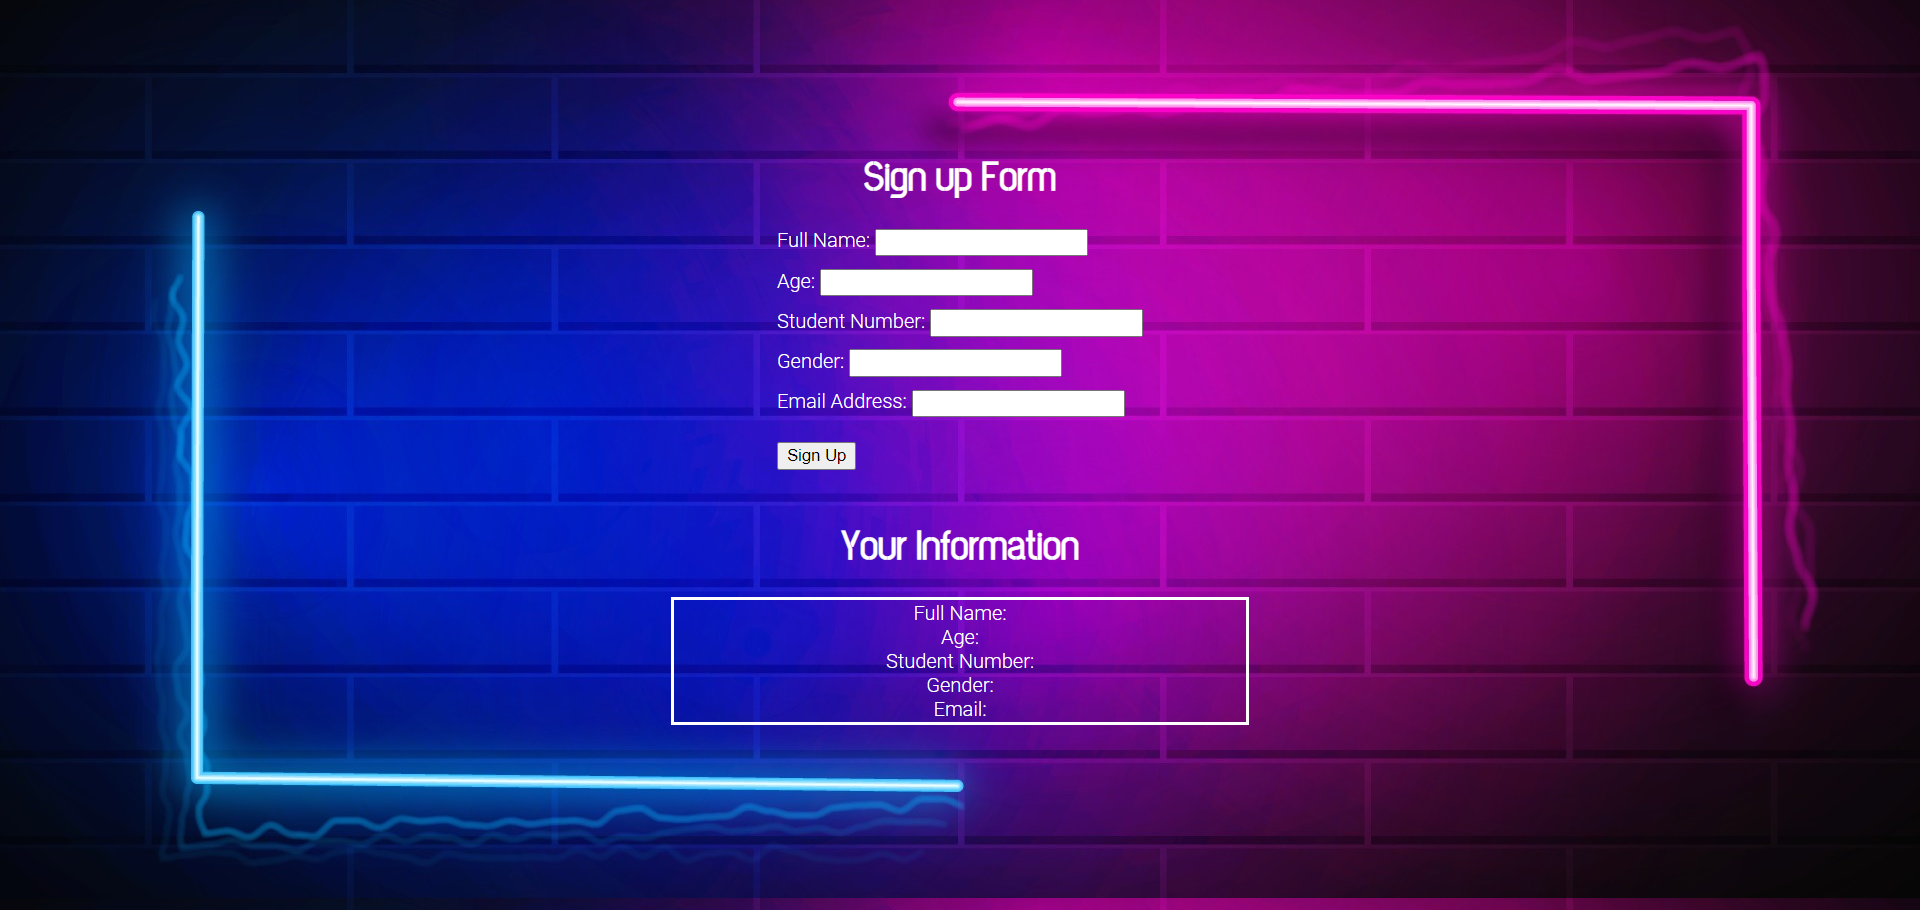 Sign up Form
Full Name:
Age:
Student Number:
Gender:
Email Address:
Sign Up
Your Information
Full Name:
Age:
Student Number:
Gender:
Email: